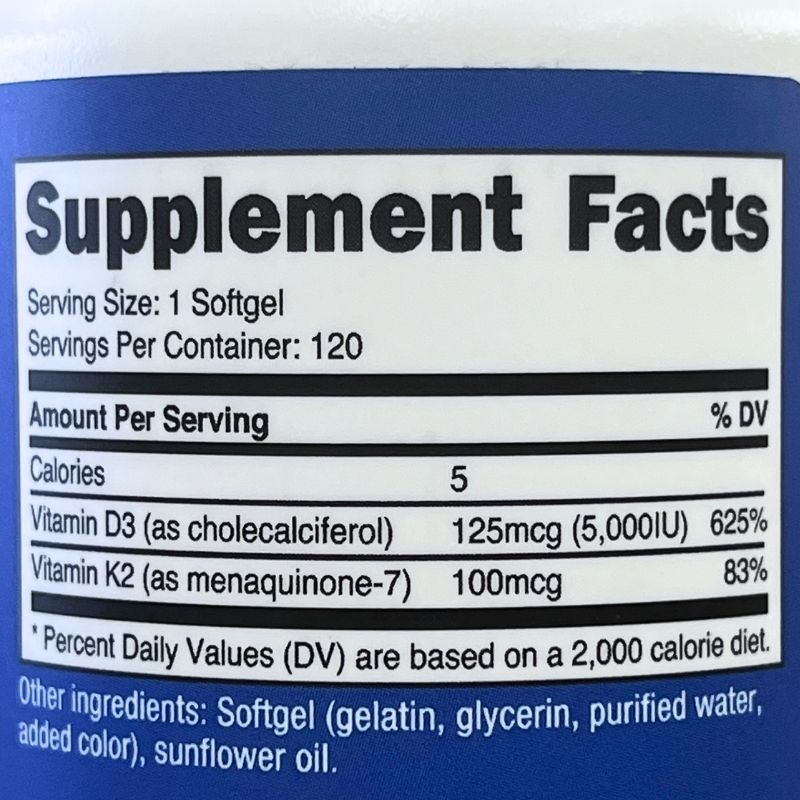 Supplement Facts
Serving Size: 1 Softgel
Servings Per Container: 120
Amount Per Serving % DV
Calories 5
Vitamin D3 (as cholecalciferol) 125mcg (5,000IU) 625%
Vitamin K2 (as menaquinone-7) 100mcg 83%
* Percent Daily Values (DV) are based on a 2,000 calorie diet.
Other ingredients: Softgel (gelatin, glycerin, purified water,
added color), sunflower oil.